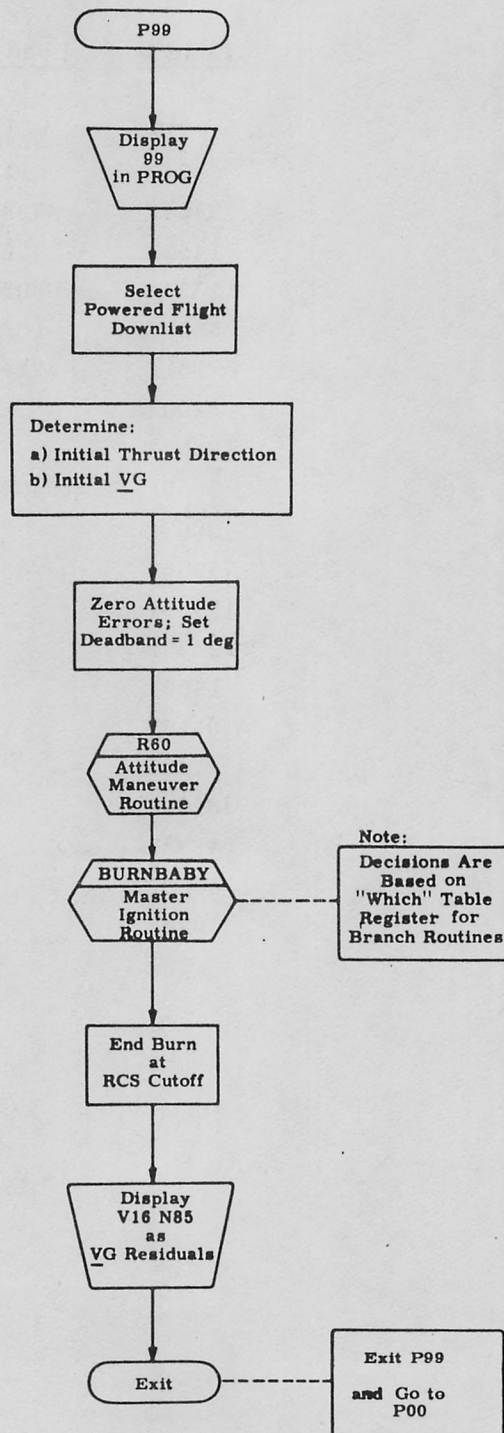 P99
Display
99
in PROG
Select
Powered Flight
Downlist
Determine:
a) Initial Thrust Direction
b) Initial VG
Zero Attitude
Errors; Set
Deadband = 1 deg
R60
Attitude
Maneuver
Routine
BURNBABY
Master
Ignition
Routine
Note:
Decisions Are
Based on
"Which" Table
Register for
Branch Routines
End Burn
at
RCS Cutoff
Display
V16 N85
as
VG Residuals
Exit
Exit P99
and Go to
P00